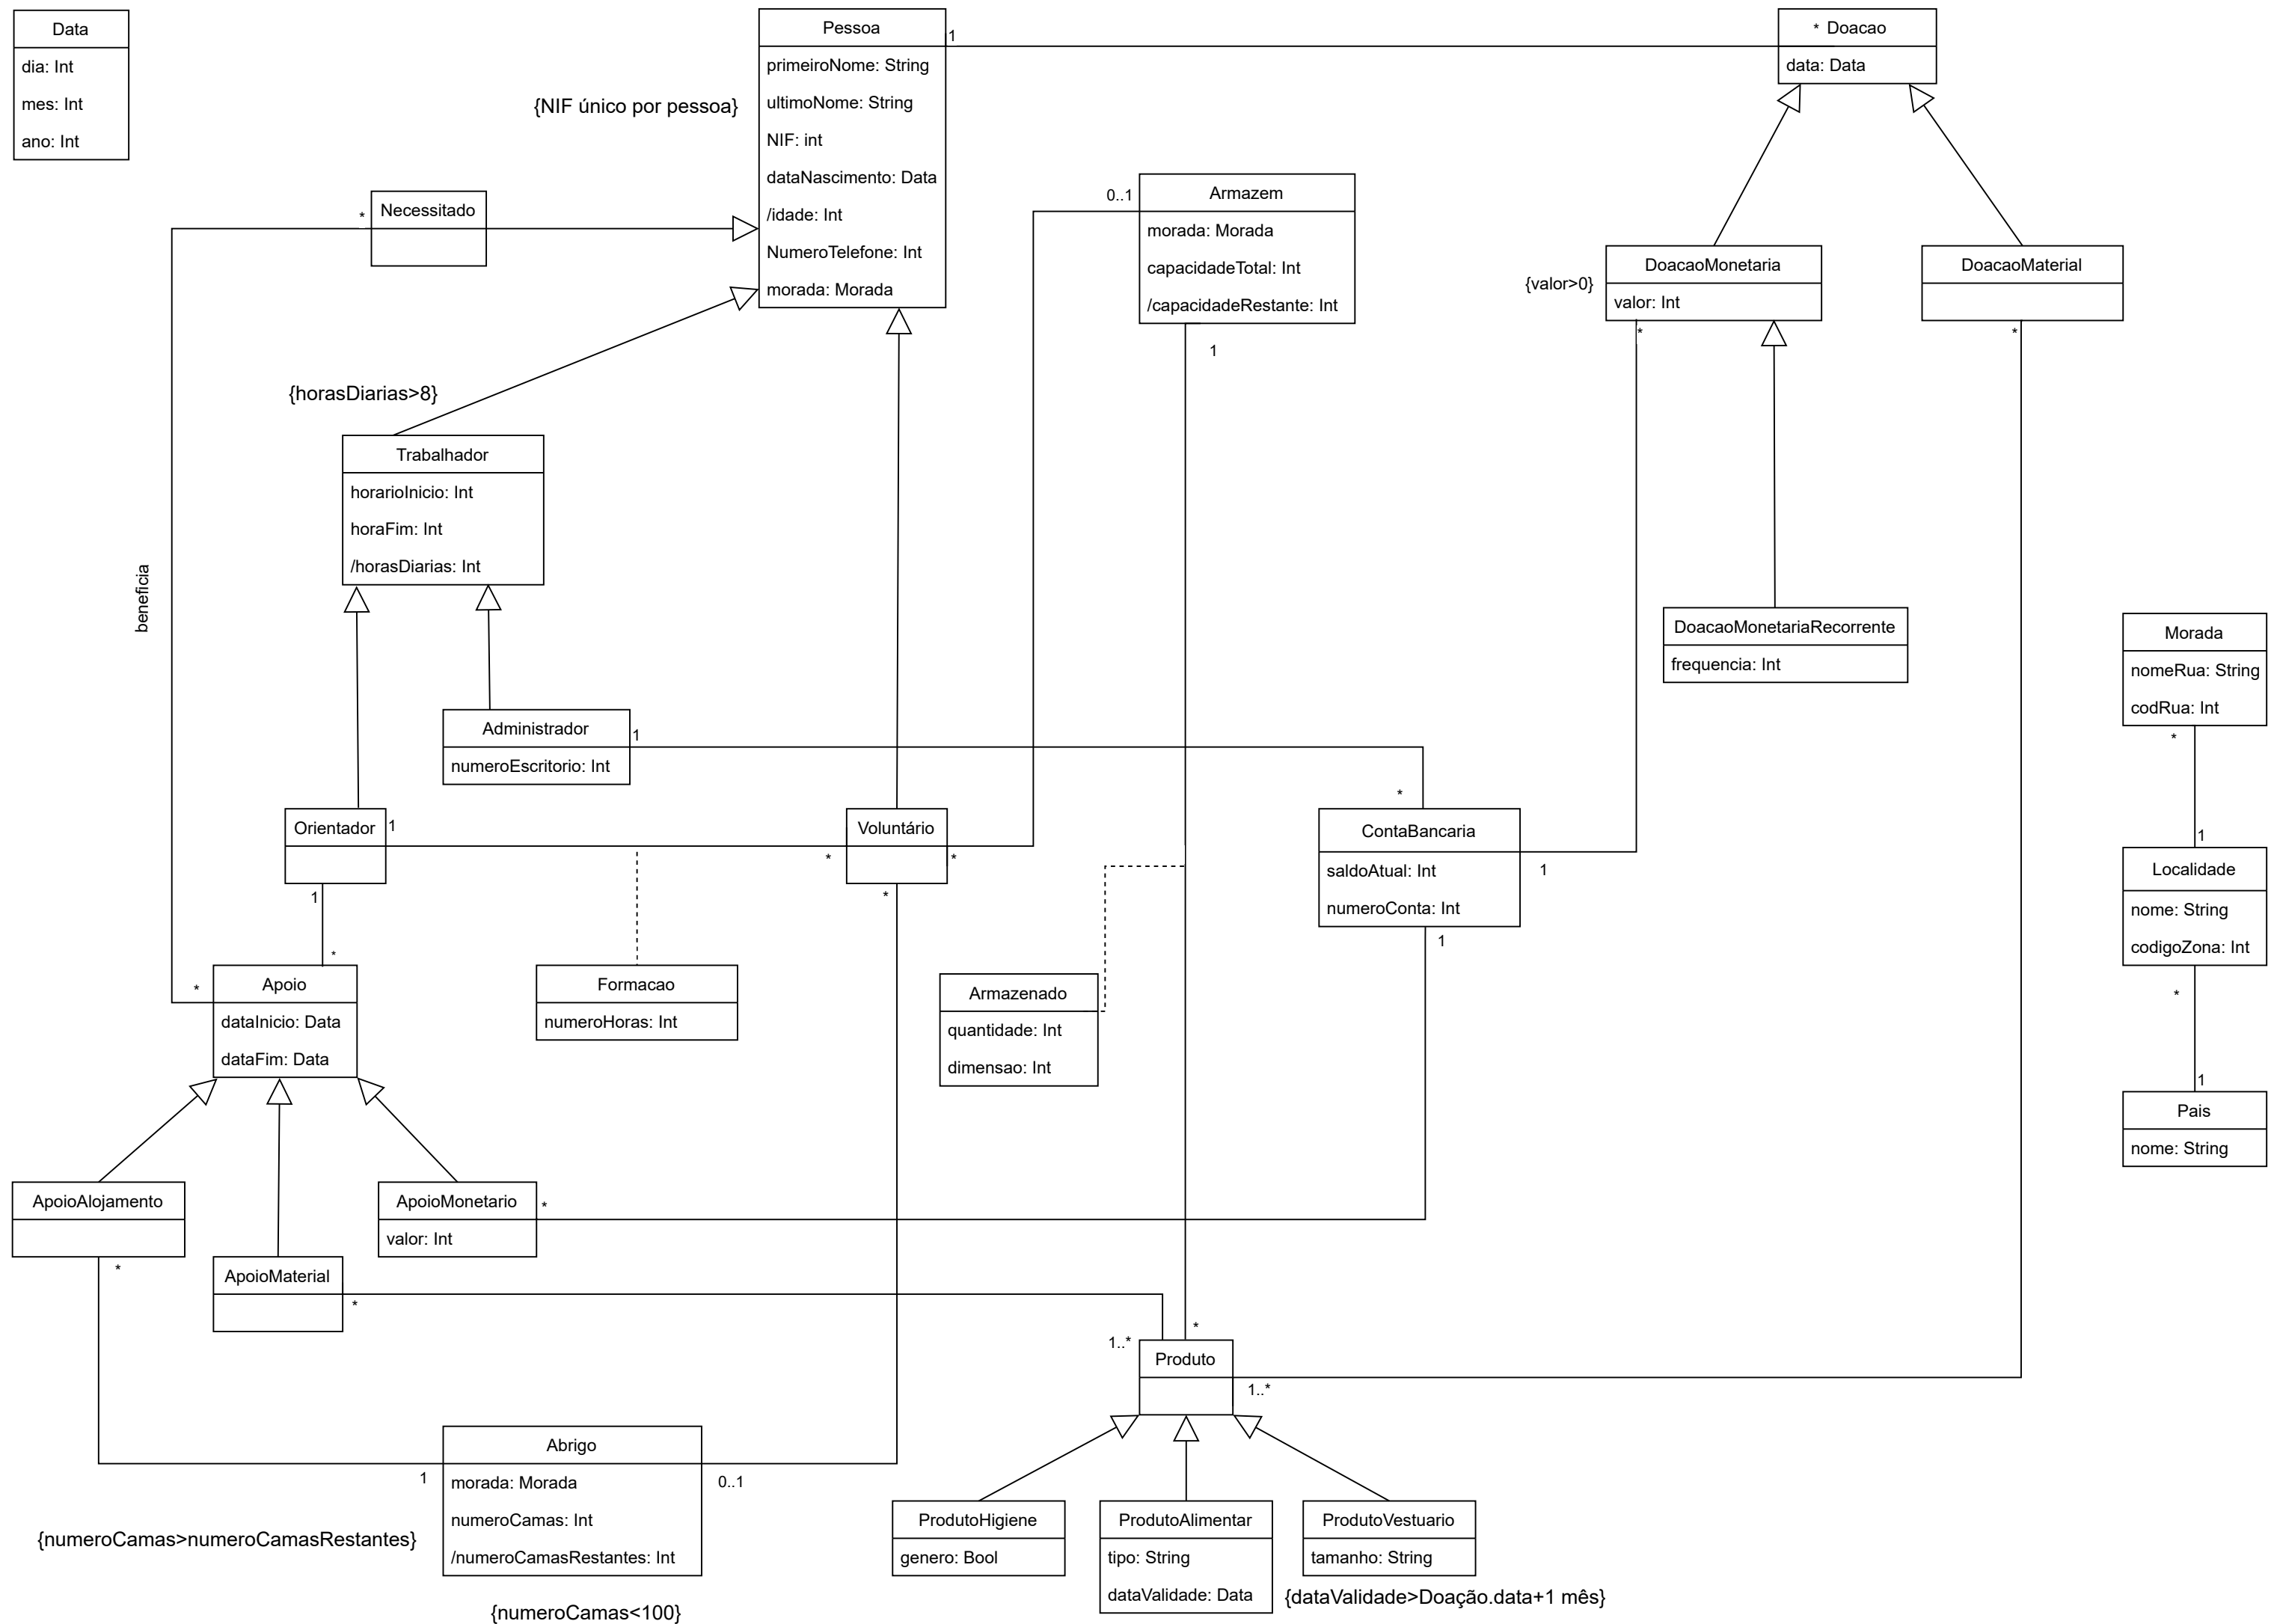 Data
dia: Int
mes: Int
ano: Int
{NIF único por pessoa}
Pessoa
primeiroNome: String
ultimoNome: String
NIF: int
dataNascimento: Data
/idade: Int
NumeroTelefone: Int
morada: Morada
1
* Doacao
data: Data
Necessitado
*
0..1
Armazem
morada: Morada
capacidadeTotal: Int
/capacidadeRestante: Int
1
{valor>0}
DoacaoMonetaria
valor: Int
*
DoacaoMaterial
*
{horasDiarias>8}
Trabalhador
horarioInicio: Int
horaFim: Int
/horasDiarias: Int
beneficia
DoacaoMonetariaRecorrente
frequencia: Int
Morada
nomeRua: String
codRua: Int
*
Administrador
numeroEscritorio: Int
1
*
Orientador
1
1
*
Voluntário
*
*
ContaBancaria
saldoAtual: Int
numeroConta: Int
1
1
1
Localidade
nome: String
codigoZona: Int
*
*
*
Apoio
dataInicio: Data
dataFim: Data
Formacao
numeroHoras: Int
Armazenado
quantidade: Int
dimensao: Int
1
Pais
nome: String
ApoioAlojamento
*
ApoioMonetario
valor: Int
*
ApoioMaterial
*
1..*
*
Produto
1..*
Abrigo
morada: Morada
numeroCamas: Int
/numeroCamasRestantes: Int
1
0..1
{numeroCamas>numeroCamasRestantes}
{numeroCamas<100}
ProdutoHigiene
genero: Bool
ProdutoAlimentar
tipo: String
dataValidade: Data
ProdutoVestuario
tamanho: String
{dataValidade>Doação.data+1 mês}